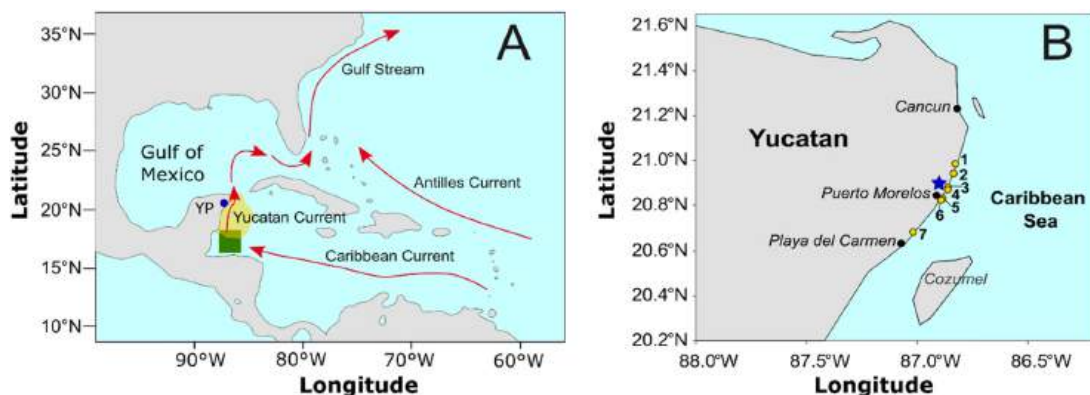 A
35°N
30°N
25°N
20°N
15°N
10°N
Latitude
Gulf Stream
Gulf of
Mexico
Antilles Current
YP
Yucatan Current
Caribbean Current
90°W
80°W
70°W
60°W
Longitude
B
21.6°N
21.2°N
21.0°N
20.8°N
20.6°N
20.4°N
20.2°N
Latitude
Cancun
Yucatan
1
2
3
4
5
6
7
Puerto Morelos
Caribbean
Sea
Playa del Carmen
Cozumel
88.0°W
87.5°W
87.0°W
86.5°W
Longitude